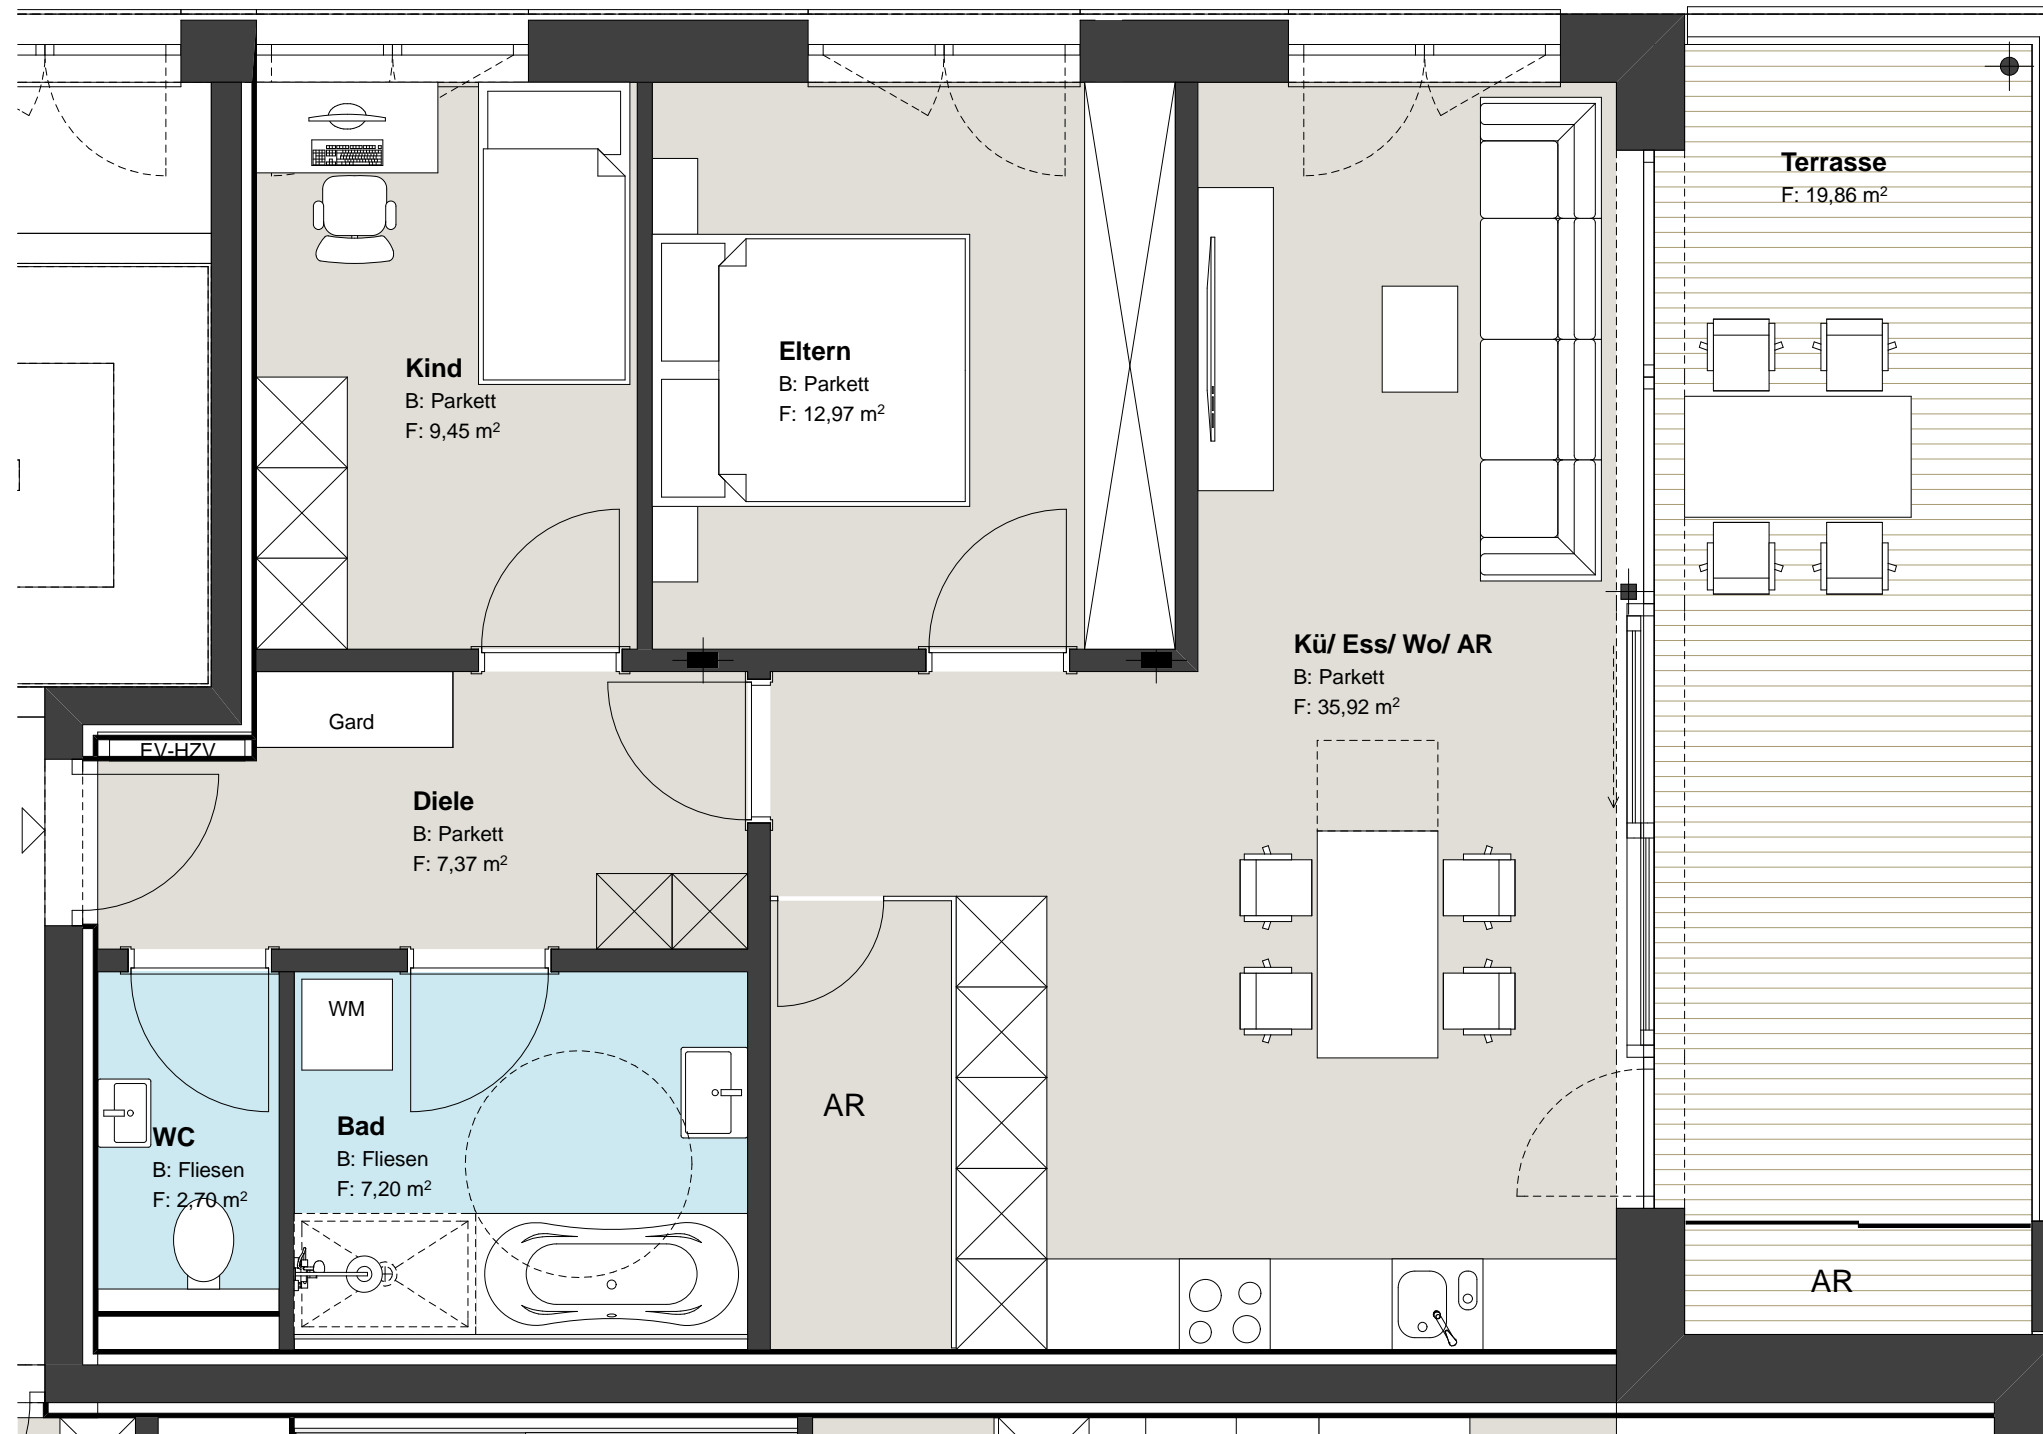 Terrasse
F: 19,86 m²
Kind
B: Parkett
F: 9,45 m²
Eltern
B: Parkett
F: 12,97 m²
Kü/ Ess/ Wo/ AR
B: Parkett
F: 35,92 m²
Gard
EV-HZV
Diele
B: Parkett
F: 7,37 m²
WM
WC
B: Fliesen
F: 2,70 m²
Bad
B: Fliesen
F: 7,20 m²
AR
AR